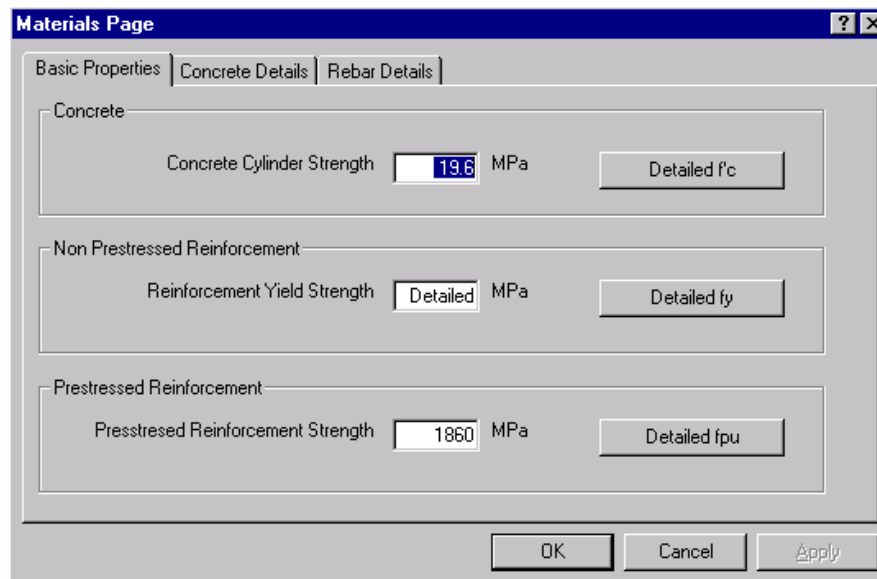 Materials Page
Basic Properties Concrete Details Rebar Details
Concrete
Concrete Cylinder Strength 19.6 MPa Detailed f'c
Non Prestressed Reinforcement
Reinforcement Yield Strength Detailed MPa Detailed fy
Prestressed Reinforcement
Presstresed Reinforcement Strength 1860 MPa Detailed fpu
OK Cancel Apply